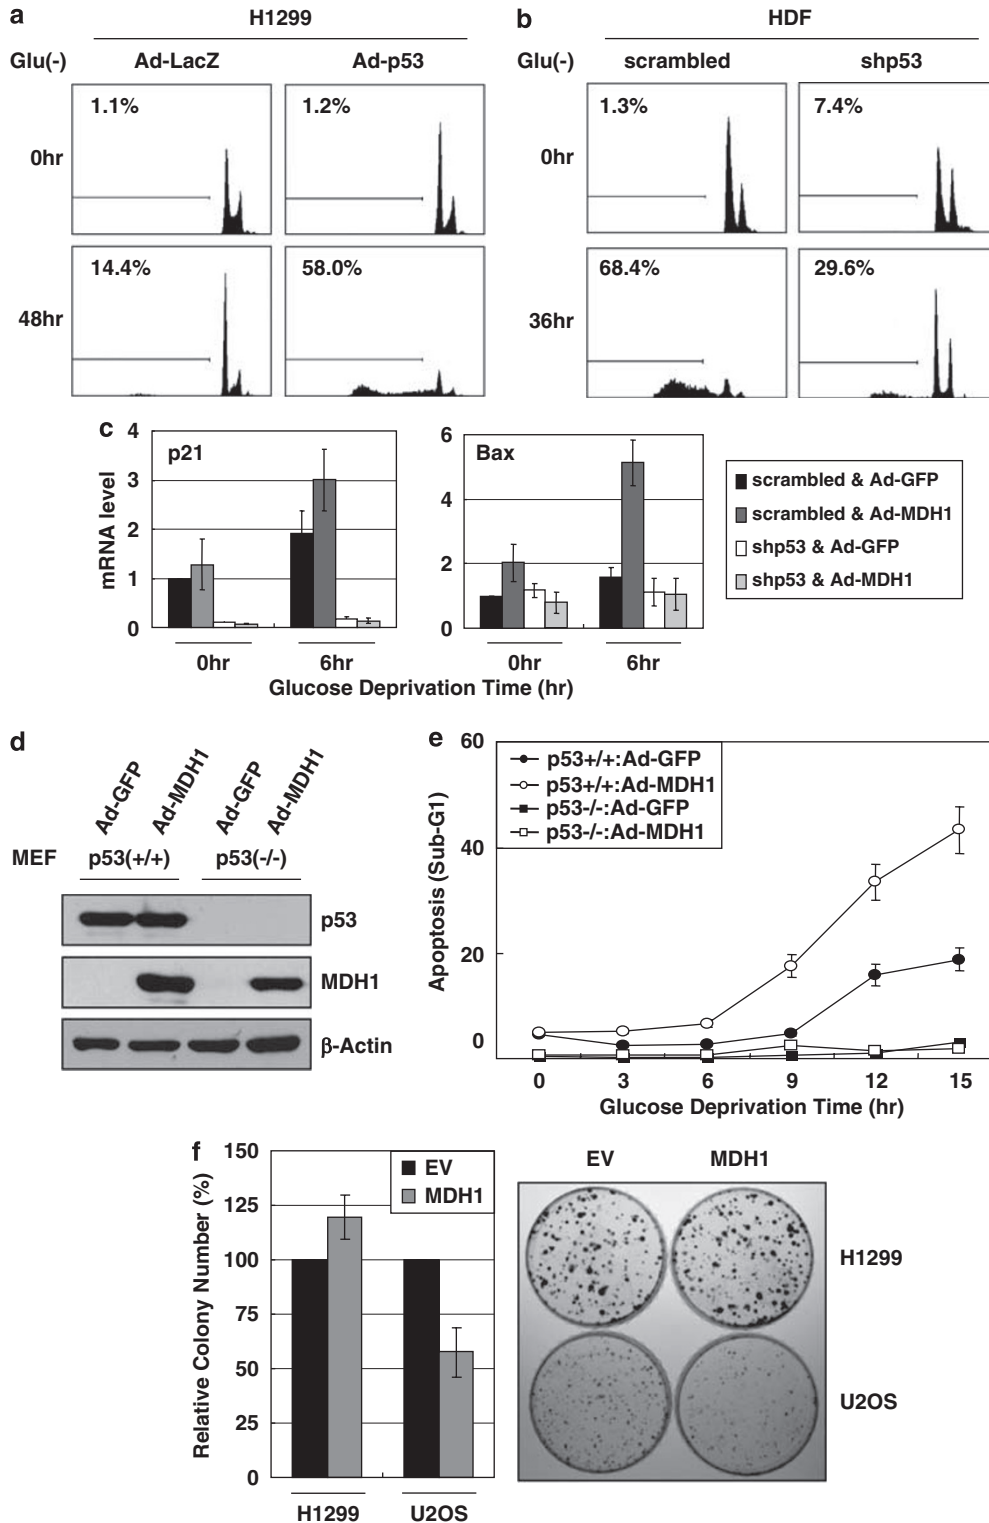 a
H1299
Glu(-)
Ad-LacZ
Ad-p53
0hr
1.1%
1.2%
48hr
14.4%
58.0%
b
HDF
Glu(-)
scrambled
shp53
0hr
1.3%
7.4%
36hr
68.4%
29.6%
c
mRNA level
p21
4
3
2
1
0
0hr
6hr
Bax
6
4
2
0
0hr
6hr
Glucose Deprivation Time (hr)
scrambled & Ad-GFP
scrambled & Ad-MDH1
shp53 & Ad-GFP
shp53 & Ad-MDH1
d
Ad-GFP
Ad-MDH1
Ad-GFP
Ad-MDH1
MEF
p53(+/+)
p53(-/-)
p53
MDH1
β-Actin
e
Apoptosis (Sub-G1)
60
40
20
0
p53+/+:Ad-GFP
p53+/+:Ad-MDH1
p53-/-:Ad-GFP
p53-/-:Ad-MDH1
0 3 6 9 12 15
Glucose Deprivation Time (hr)
f
Relative Colony Number (%)
150
125
100
75
50
25
0
EV
MDH1
H1299
U2OS
EV
MDH1
H1299
U2OS